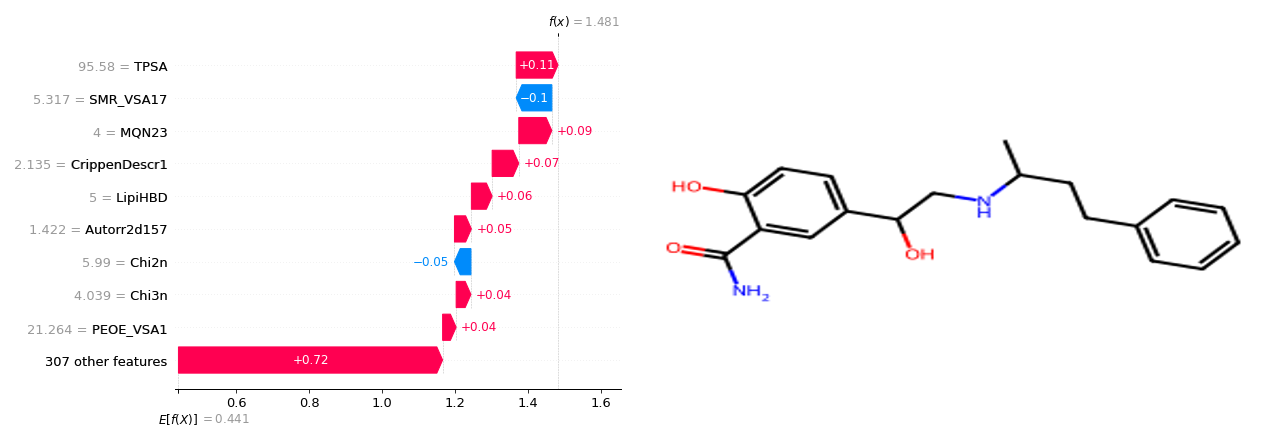 f(x) = 1.481
95.58 = TPSA
+0.11
5.317 = SMR_VSA17
−0.1
4 = MQN23
+0.09
2.135 = CrippenDescr1
+0.07
5 = LipiHBD
+0.06
1.422 = Autorr2d157
+0.05
5.99 = Chi2n
−0.05
4.039 = Chi3n
+0.04
21.264 = PEOE_VSA1
+0.04
307 other features
+0.72
0.6 0.8 1.0 1.2 1.4 1.6
E[f(X)] = 0.441
HO
O
NH2
OH
N
H